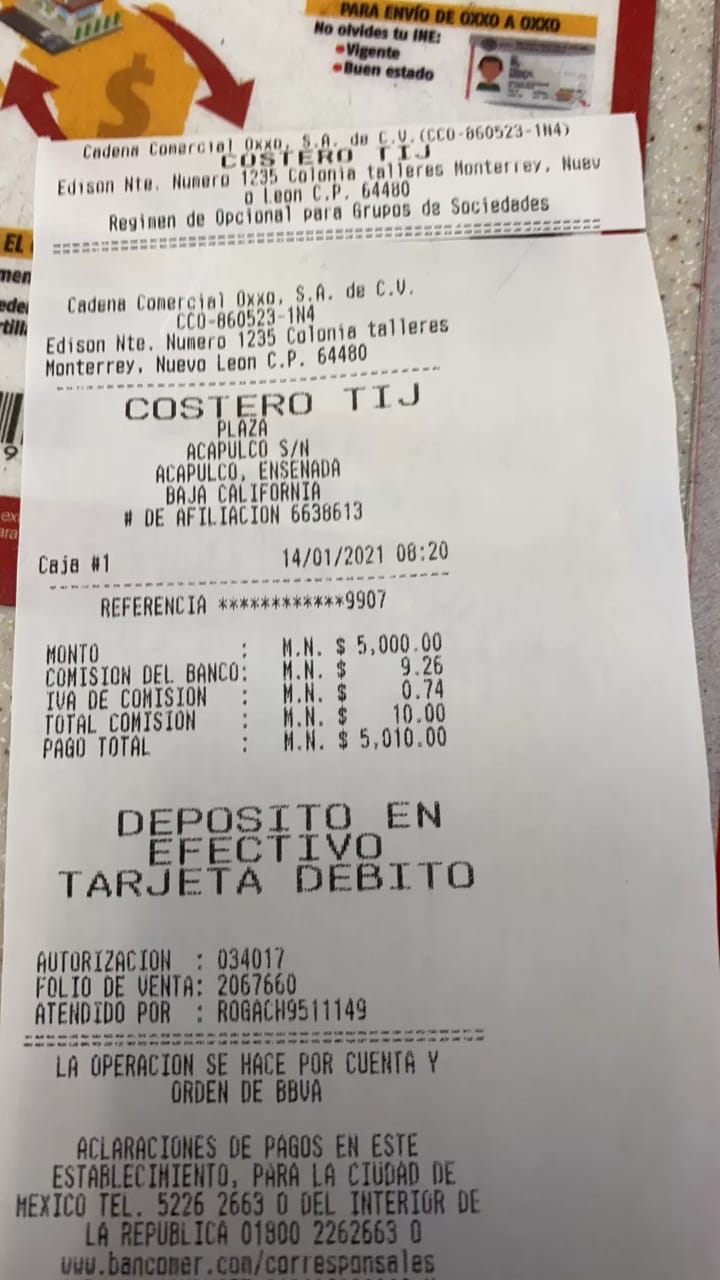 PARA ENVÍO DE OXXO A OXXO
No olvides tu INE:
Vigente
Buen estado
$
Cadena Comercial Oxxo, S.A. de C.V.(CCO-860523-1N4)
COSTERO TIJ
Edison Nte. Numero 1235 Colonia talleres Monterrey, Nuev
o Leon C.P. 64480
Regimen de Opcional para Grupos de Sociedades
EL
Cadena Comercial Oxxo, S.A. de C.V.
CCO-860523-1N4
Edison Nte. Numero 1235 Colonia talleres
Monterrey, Nuevo Leon C.P. 64480
COSTERO TIJ
PLAZA
ACAPULCO S/N
ACAPULCO, ENSENADA
BAJA CALIFORNIA
# DE AFILIACION 6638613
9
Caja #1 14/01/2021 08:20
REFERENCIA ************9907
MONTO : M.N. $ 5,000.00
COMISION DEL BANCO: M.N. $ 9.26
IVA DE COMISION : M.N. $ 0.74
TOTAL COMISION : M.N. $ 10.00
PAGO TOTAL : M.N. $ 5,010.00
DEPOSITO EN
EFECTIVO
TARJETA DEBITO
AUTORIZACION : 034017
FOLIO DE VENTA: 2067660
ATENDIDO POR : ROGACH9511149
LA OPERACION SE HACE POR CUENTA Y
ORDEN DE BBVA
ACLARACIONES DE PAGOS EN ESTE
ESTABLECIMIENTO, PARA LA CIUDAD DE
MEXICO TEL. 5226 2663 O DEL INTERIOR DE
LA REPUBLICA 01800 2262663 O
www.bancomer.com/corresponsales